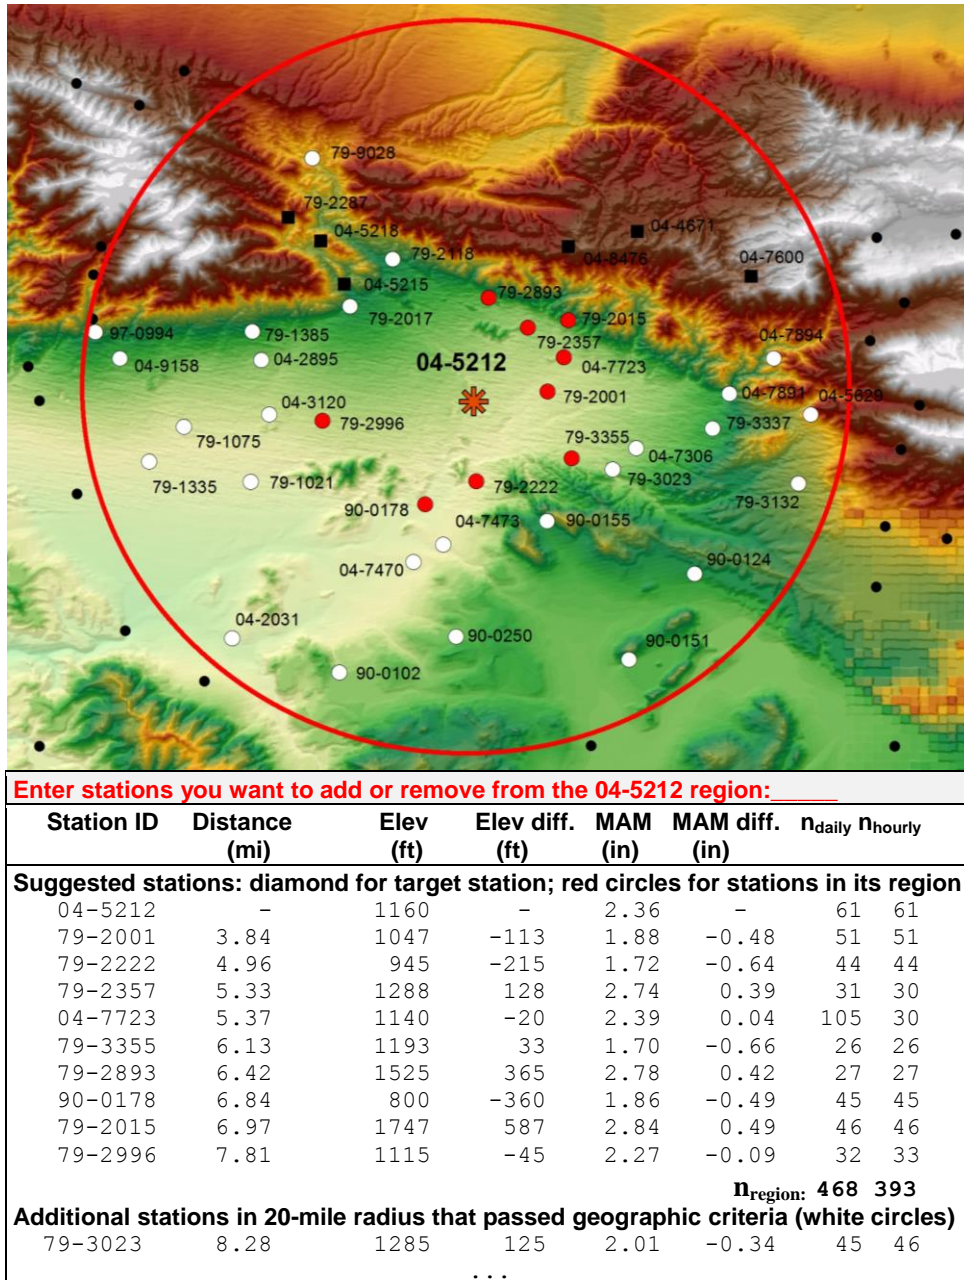 79-9028
79-2287
04-4671
04-5218
79-2118
04-8476
04-7600
04-5215
79-2893
79-2017
79-2015
97-0994
79-1385
79-2357
04-7894
04-9158
04-2895
04-5212
04-7723
79-2001
04-7891
04-5629
04-3120
79-2996
79-3337
79-1075
79-3355
04-7306
79-1335
79-1021
79-2222
79-3023
79-3132
90-0178
04-7473
90-0155
04-7470
90-0124
04-2031
90-0250
90-0151
90-0102
Enter stations you want to add or remove from the 04-5212 region:_____
Station ID Distance Elev Elev diff. MAM MAM diff. ndaily nhourly
(mi) (ft) (ft) (in) (in)
Suggested stations: diamond for target station; red circles for stations in its region
04-5212 – 1160 – 2.36 – 61 61
79-2001 3.84 1047 -113 1.88 -0.48 51 51
79-2222 4.96 945 -215 1.72 -0.64 44 44
79-2357 5.33 1288 128 2.74 0.39 31 30
04-7723 5.37 1140 -20 2.39 0.04 105 30
79-3355 6.13 1193 33 1.70 -0.66 26 26
79-2893 6.42 1525 365 2.78 0.42 27 27
90-0178 6.84 800 -360 1.86 -0.49 45 45
79-2015 6.97 1747 587 2.84 0.49 46 46
79-2996 7.81 1115 -45 2.27 -0.09 32 33
nregion: 468 393
Additional stations in 20-mile radius that passed geographic criteria (white circles)
79-3023 8.28 1285 125 2.01 -0.34 45 46
...